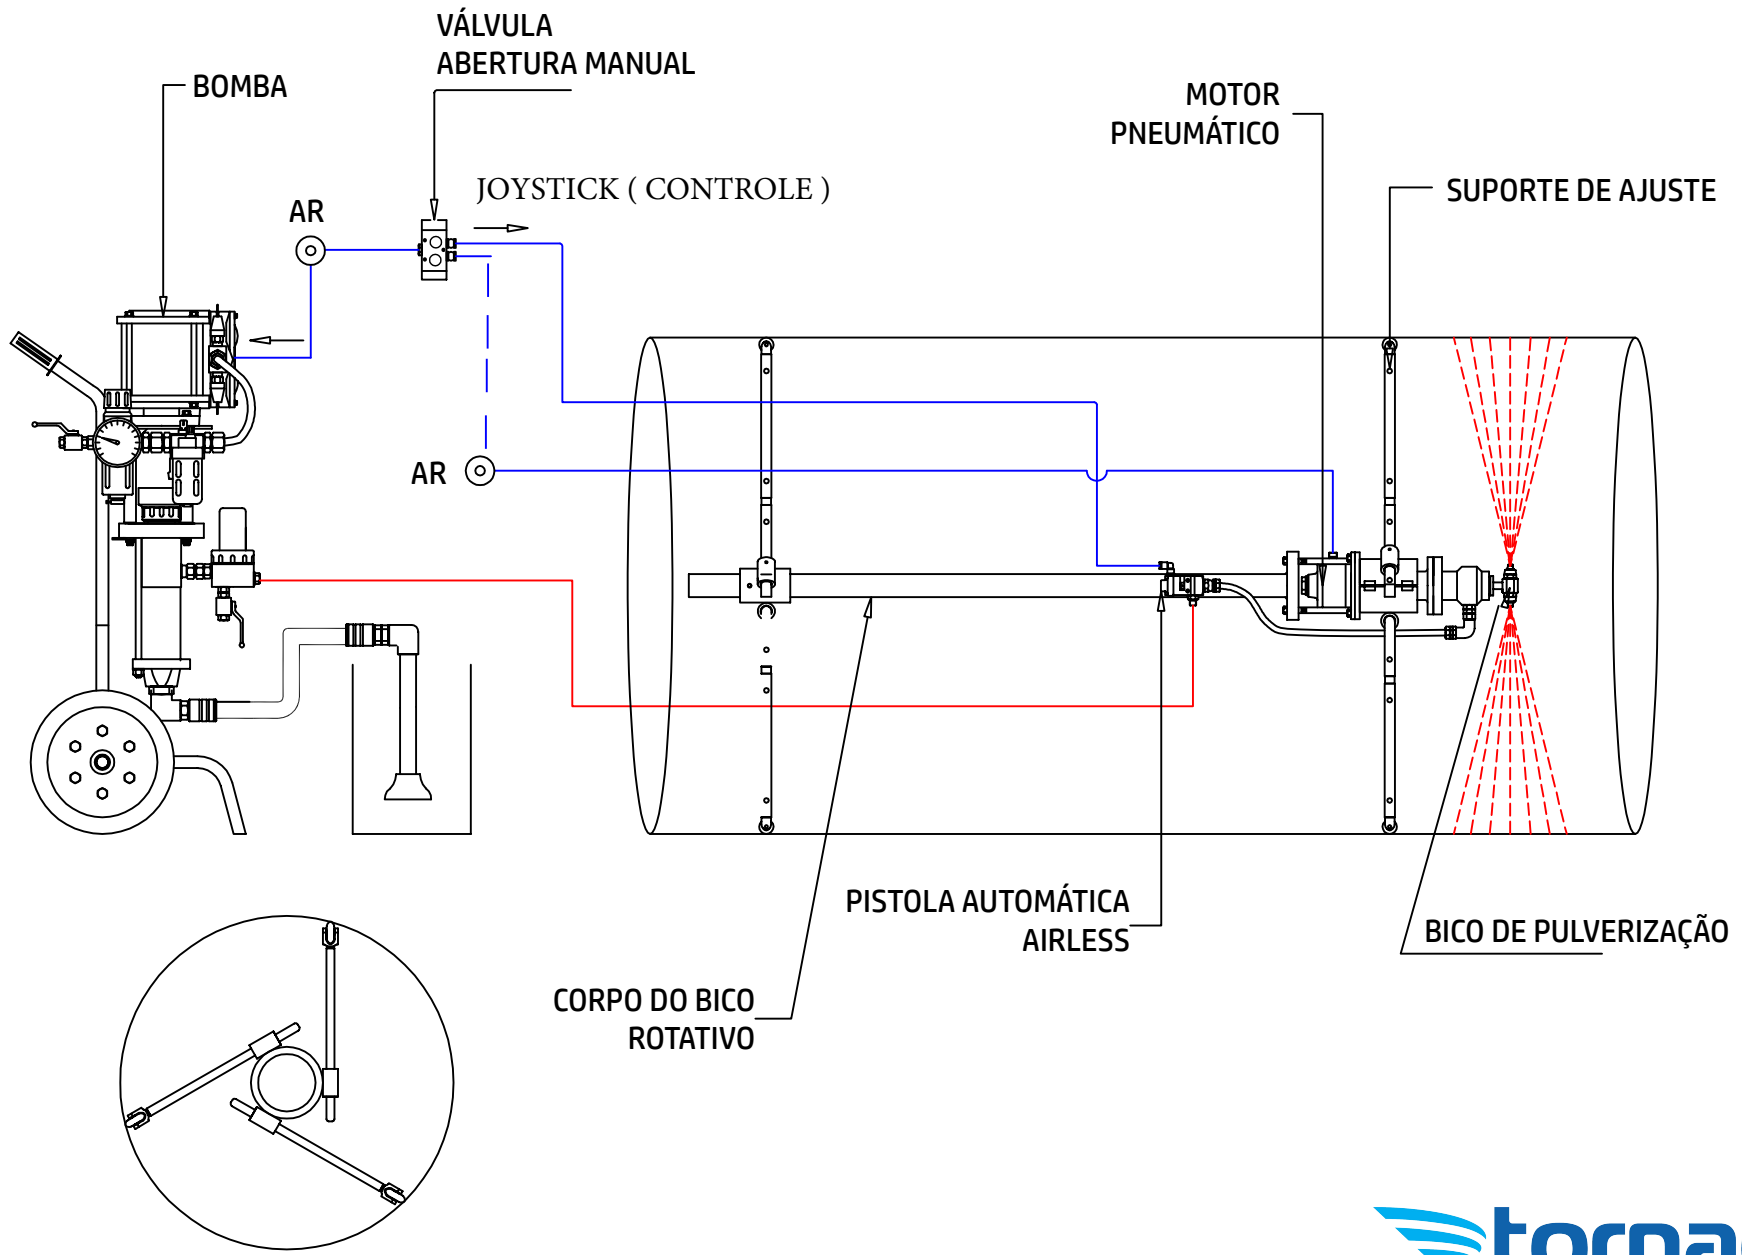 VÁLVULA
ABERTURA MANUAL
BOMBA
MOTOR
PNEUMÁTICO
JOYSTICK ( CONTROLE )
SUPORTE DE AJUSTE
AR
AR
PISTOLA AUTOMÁTICA
AIRLESS
BICO DE PULVERIZAÇÃO
CORPO DO BICO
ROTATIVO